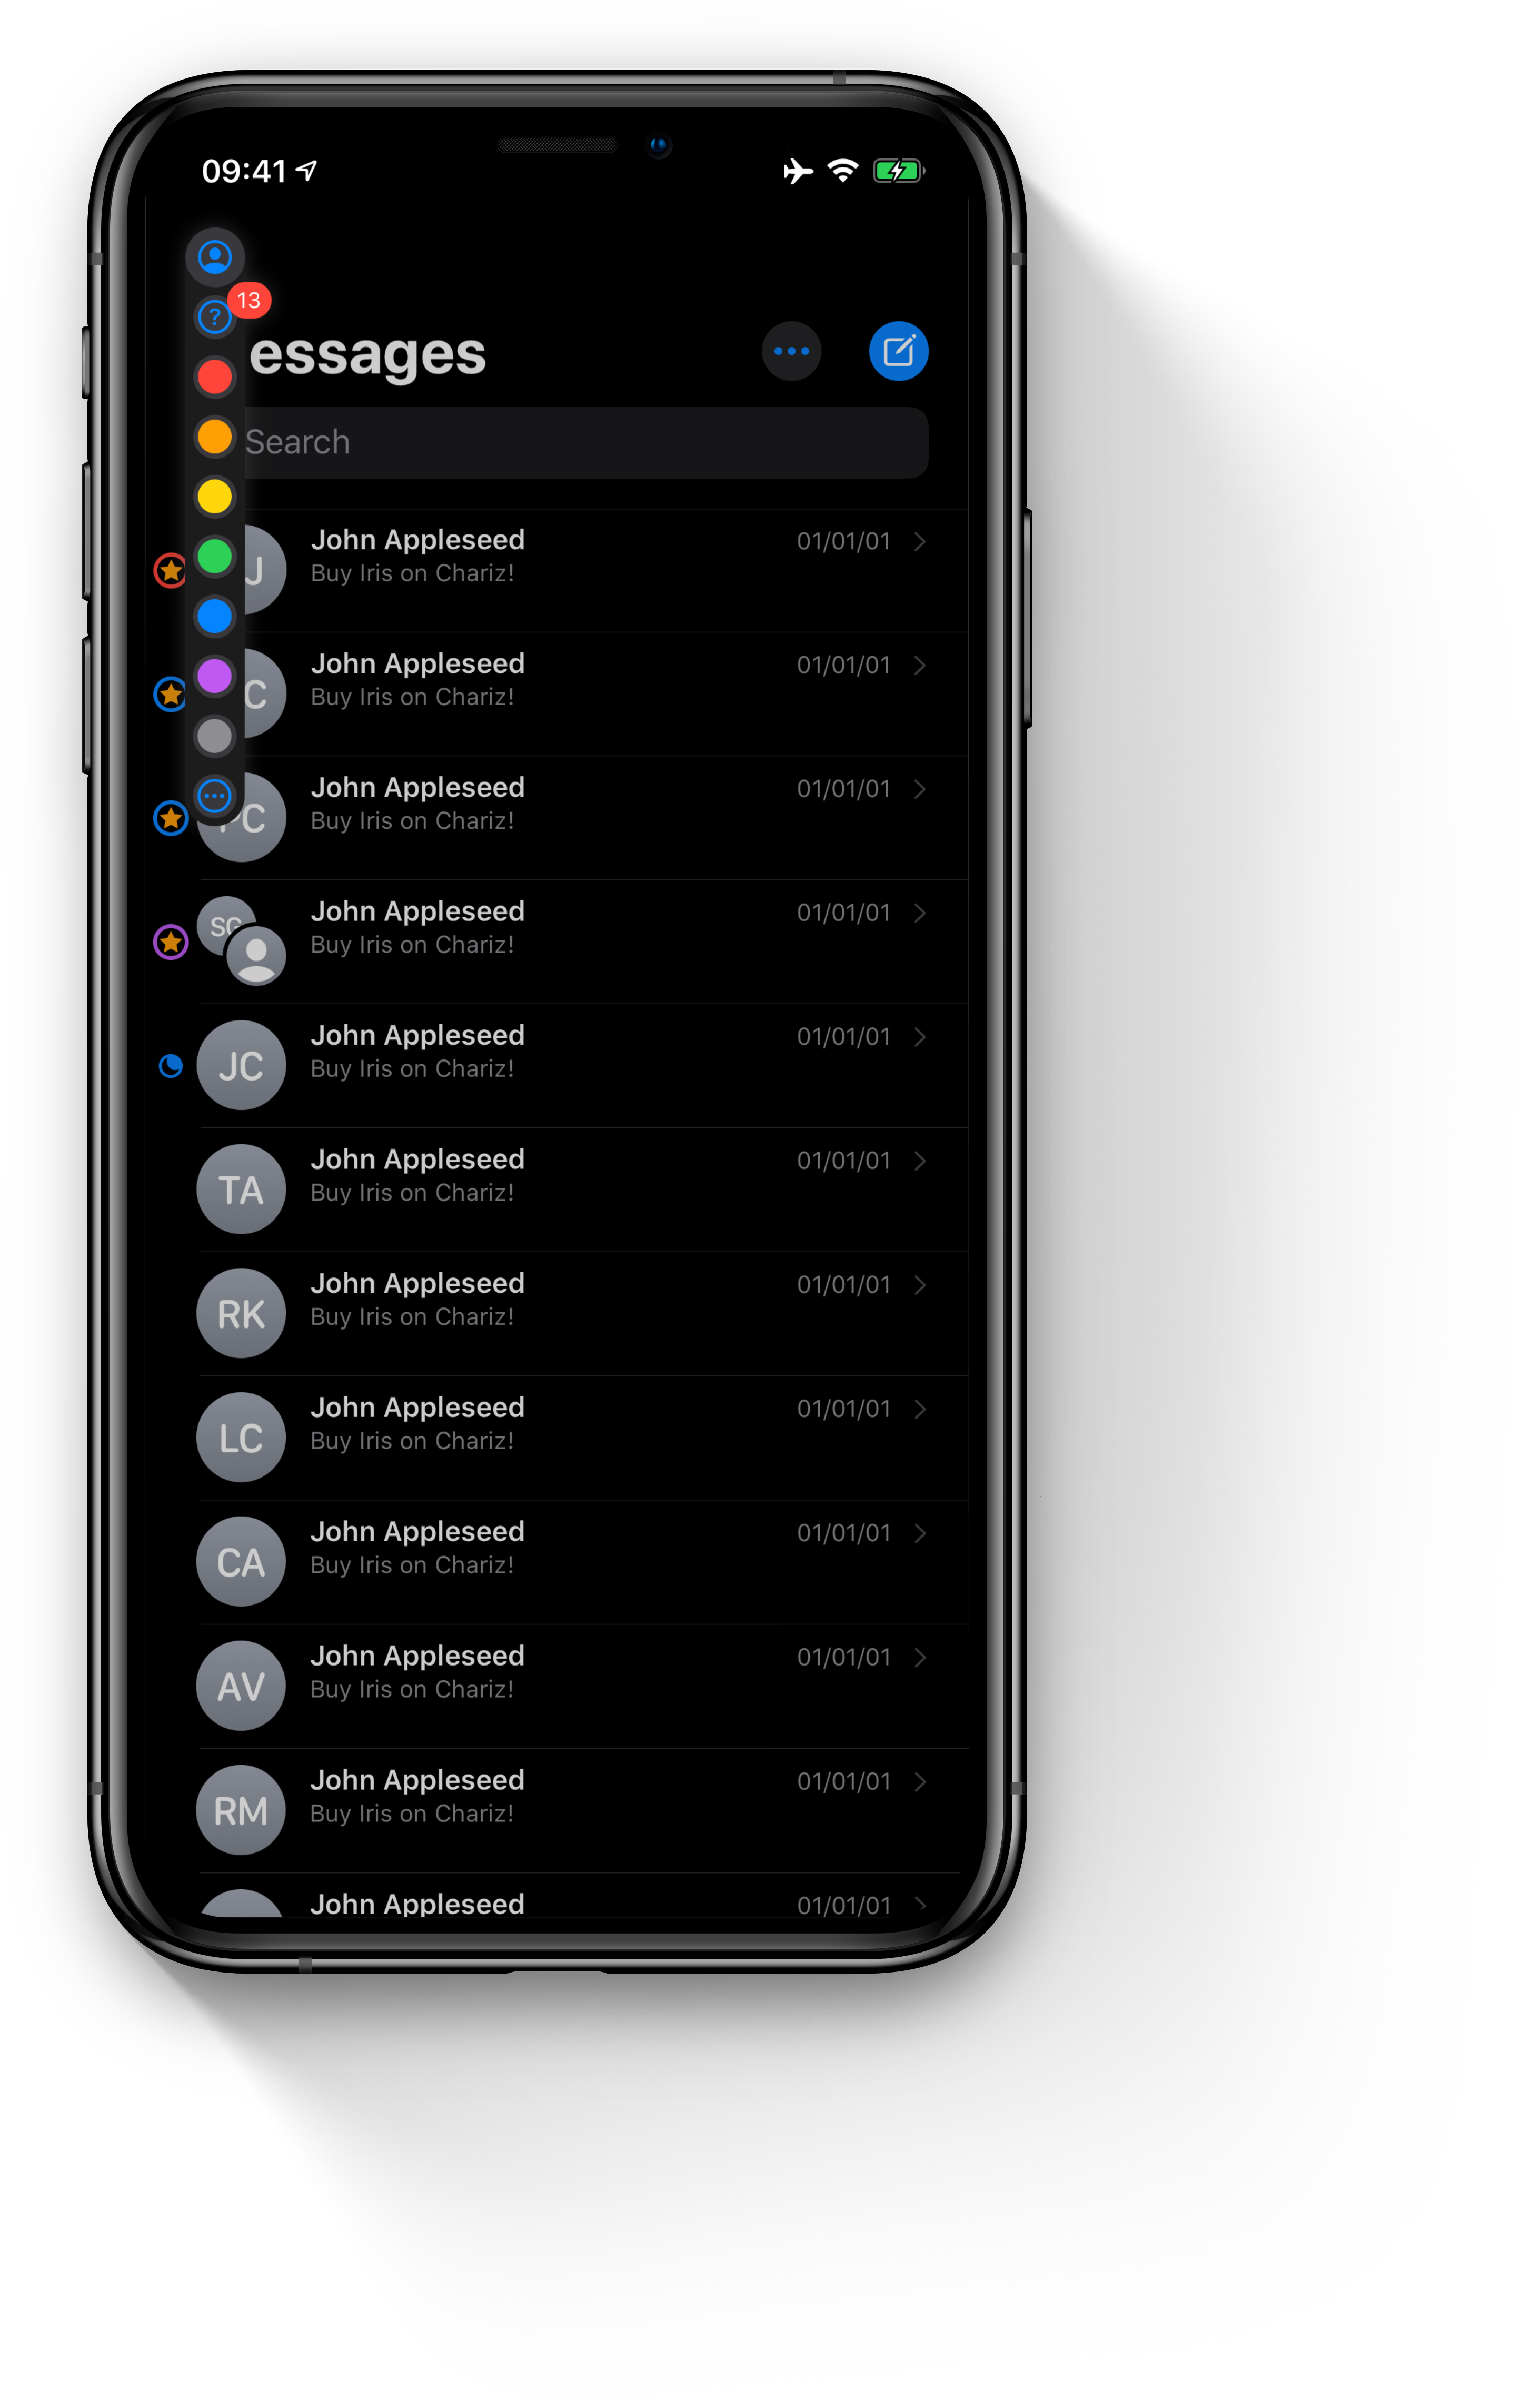 09:41
13
?
essages
Search
J
John Appleseed
01/01/01
Buy Iris on Chariz!
C
John Appleseed
01/01/01
Buy Iris on Chariz!
C
John Appleseed
01/01/01
Buy Iris on Chariz!
SG
John Appleseed
01/01/01
Buy Iris on Chariz!
JC
John Appleseed
01/01/01
Buy Iris on Chariz!
TA
John Appleseed
01/01/01
Buy Iris on Chariz!
RK
John Appleseed
01/01/01
Buy Iris on Chariz!
LC
John Appleseed
01/01/01
Buy Iris on Chariz!
CA
John Appleseed
01/01/01
Buy Iris on Chariz!
AV
John Appleseed
01/01/01
Buy Iris on Chariz!
RM
John Appleseed
01/01/01
Buy Iris on Chariz!
John Appleseed
01/01/01